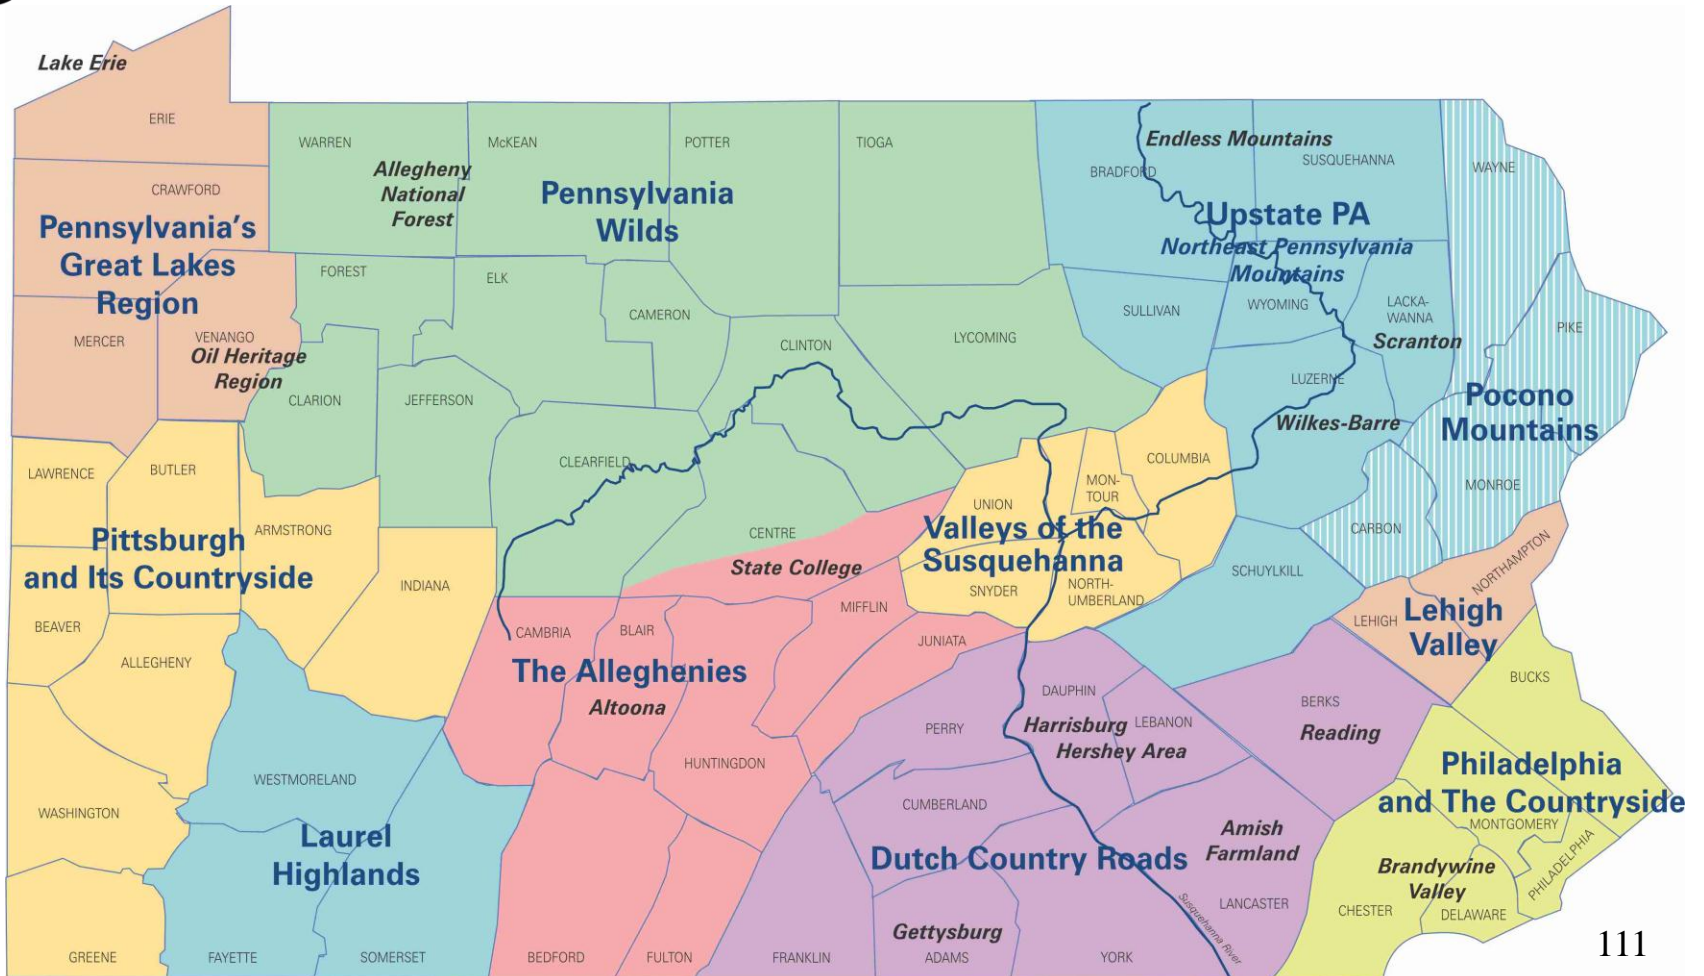 Lake Erie
ERIE
CRAWFORD
Pennsylvania's
Great Lakes
Region
MERCER
VENANGO
Oil Heritage
Region
WARREN
McKEAN
POTTER
TIOGA
Allegheny
National
Forest
Pennsylvania
Wilds
FOREST
ELK
CAMERON
CLINTON
LYCOMING
CLARION
JEFFERSON
CLEARFIELD
CENTRE
BRADFORD
Endless Mountains
SUSQUEHANNA
Upstate PA
Northeast Pennsylvania
Mountains
SULLIVAN
WYOMING
LACKA-
WANNA
Scranton
LUZERNE
Wilkes-Barre
SCHUYLKILL
WAYNE
PIKE
Pocono
Mountains
MONROE
CARBON
LAWRENCE
BUTLER
ARMSTRONG
Pittsburgh
and Its Countryside
INDIANA
BEAVER
ALLEGHENY
WASHINGTON
GREENE
WESTMORELAND
Laurel
Highlands
FAYETTE
SOMERSET
State College
CAMBRIA
BLAIR
MIFFLIN
JUNIATA
The Alleghenies
Altoona
HUNTINGDON
BEDFORD
FULTON
UNION
MON-
TOUR
COLUMBIA
Valleys of the
Susquehanna
SNYDER
NORTH-
UMBERLAND
DAUPHIN
PERRY
Harrisburg
Hershey Area
LEBANON
BERKS
Reading
CUMBERLAND
Dutch Country Roads
Amish
Farmland
LANCASTER
Susquehanna River
Gettysburg
FRANKLIN
ADAMS
YORK
NORTHAMPTON
LEHIGH
Lehigh
Valley
BUCKS
Philadelphia
and The Countryside
MONTGOMERY
PHILADELPHIA
Brandywine
Valley
CHESTER
DELAWARE
111